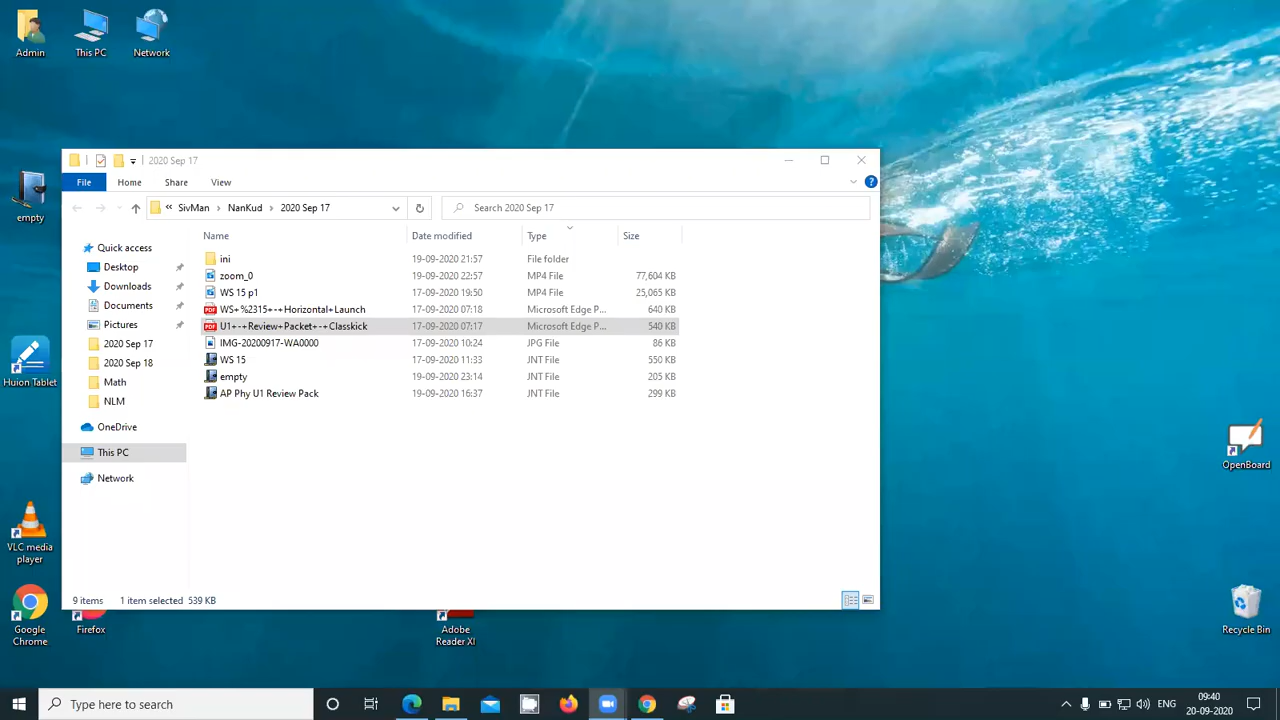 Admin
This PC
Network
empty
Huion Tablet
VLC media player
Google Chrome
Firefox
Adobe Reader XI
OpenBoard
Recycle Bin
2020 Sep 17
File Home Share View
« SivMan › NanKud › 2020 Sep 17
Search 2020 Sep 17
Name Date modified Type Size
Quick access
Desktop
Downloads
Documents
Pictures
2020 Sep 17
2020 Sep 18
Math
NLM
OneDrive
This PC
Network
ini 19-09-2020 21:57 File folder
zoom_0 19-09-2020 22:57 MP4 File 77,604 KB
WS 15 p1 17-09-2020 19:50 MP4 File 25,065 KB
PDF WS+%2315+-+Horizontal+Launch 17-09-2020 07:18 Microsoft Edge P... 640 KB
PDF U1+-+Review+Packet+-+Classkick 17-09-2020 07:17 Microsoft Edge P... 540 KB
IMG-20200917-WA0000 17-09-2020 10:24 JPG File 86 KB
WS 15 17-09-2020 11:33 JNT File 550 KB
empty 19-09-2020 23:14 JNT File 205 KB
AP Phy U1 Review Pack 19-09-2020 16:37 JNT File 299 KB
9 items 1 item selected 539 KB
Type here to search
ENG
09:40
20-09-2020